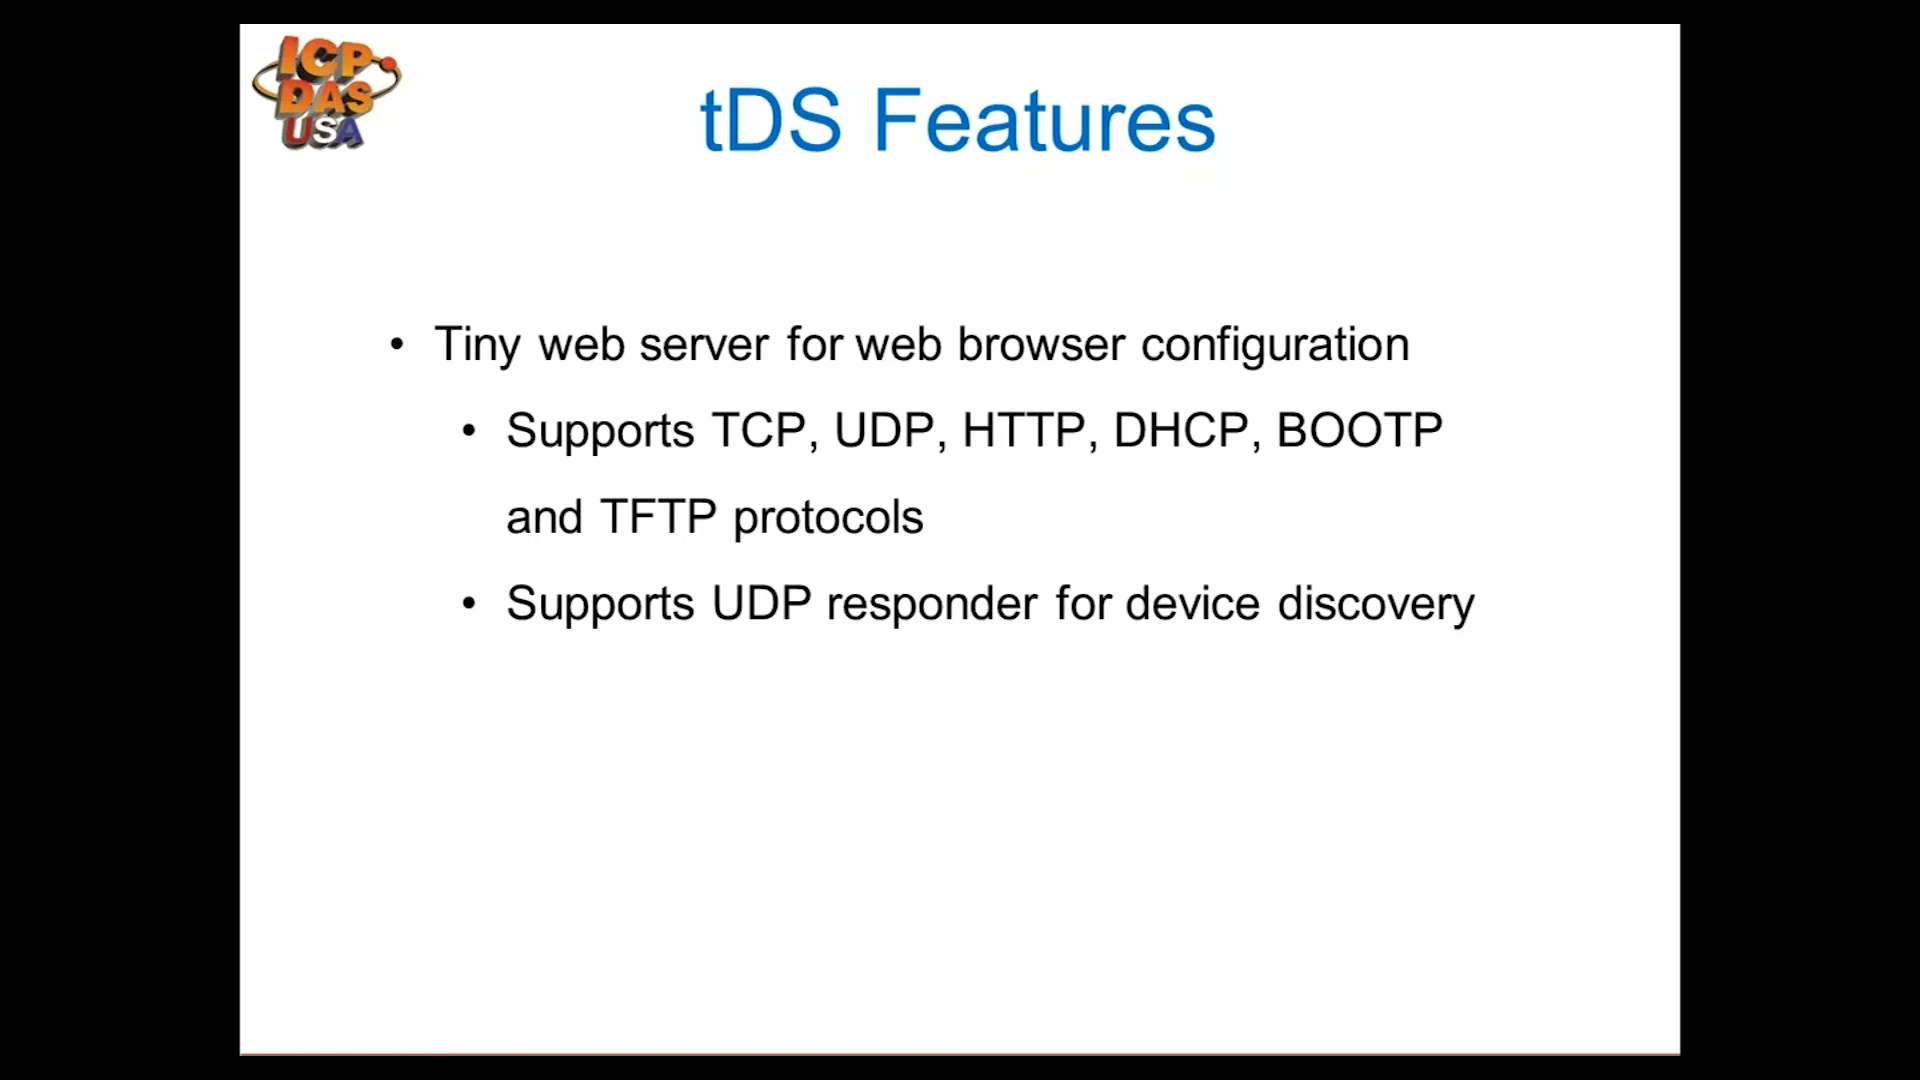 ICP
DAS
USA
tDS Features
• Tiny web server for web browser configuration
• Supports TCP, UDP, HTTP, DHCP, BOOTP
and TFTP protocols
• Supports UDP responder for device discovery